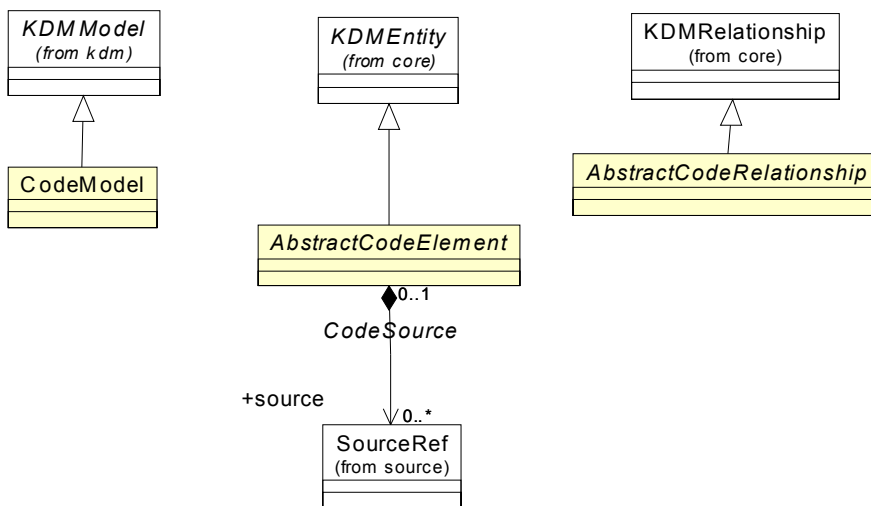 KDMModel
(from kdm)
CodeModel
KDMEntity
(from core)
KDMRelationship
(from core)
AbstractCodeRelationship
AbstractCodeElement
0..1
CodeSource
+source
0..*
SourceRef
(from source)